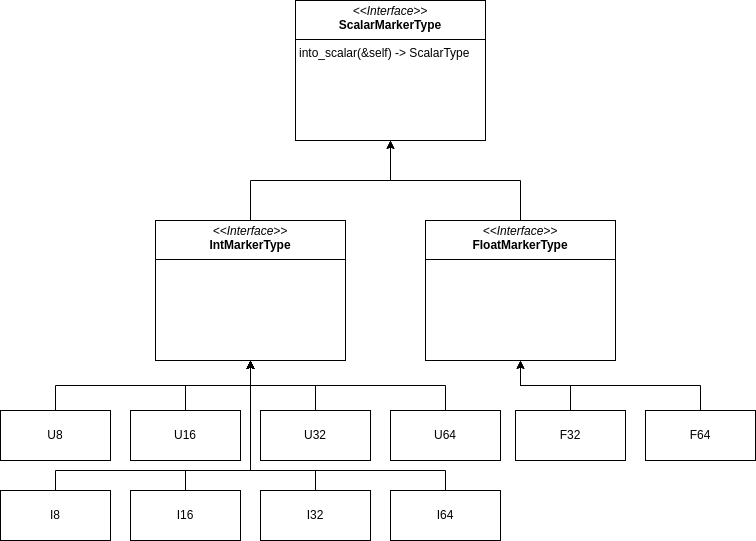 <<Interface>>
ScalarMarkerType
into_scalar(&self) -> ScalarType
<<Interface>>
IntMarkerType
<<Interface>>
FloatMarkerType
U8
U16
U32
U64
F32
F64
I8
I16
I32
I64